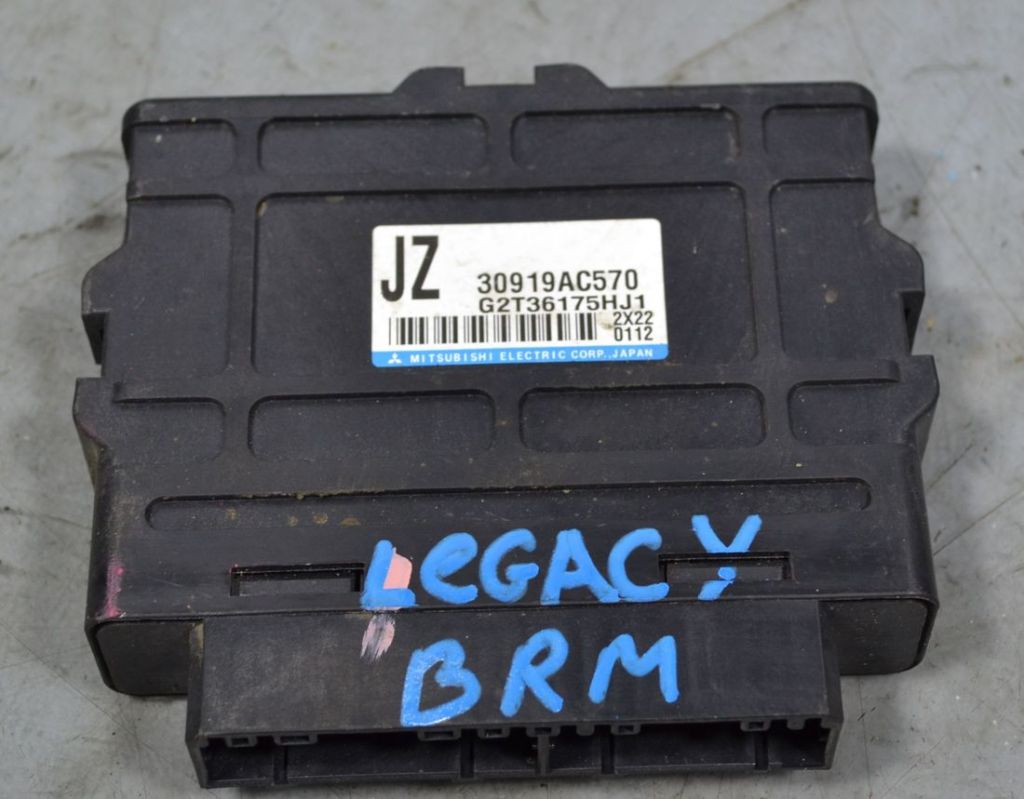 JZ 30919AC570
G2T36175HJ1
2X22
0112
MITSUBISHI ELECTRIC CORP., JAPAN
LeGACY
BRM